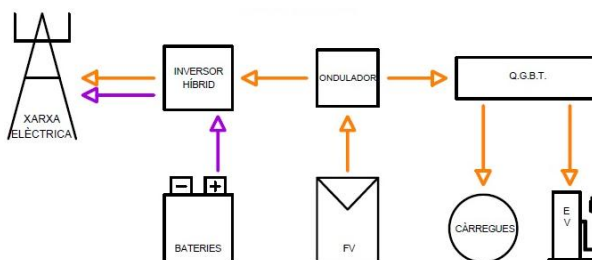 INVERSOR
HÍBRID
ONDULADOR
Q.G.B.T.
XARXA
ELÈCTRICA
BATERIES
FV
CÀRREGUES
E
V